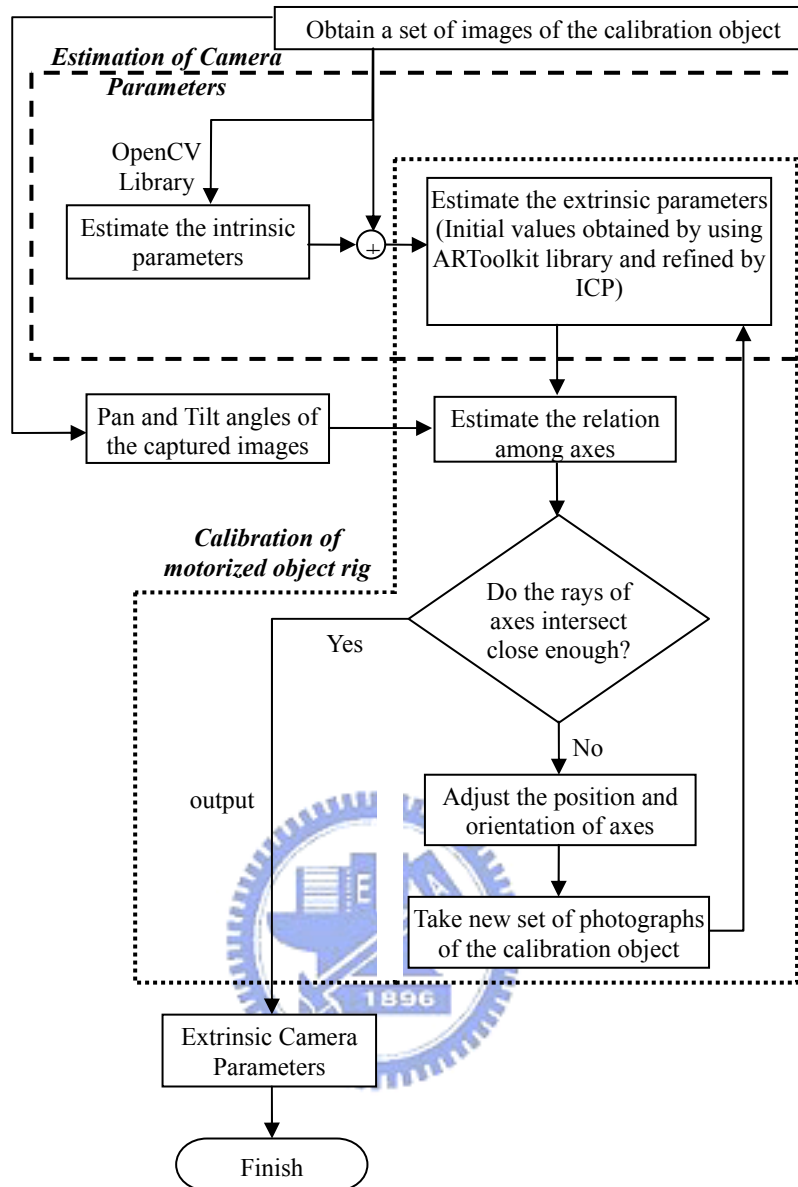 Obtain a set of images of the calibration object
Estimation of Camera
Parameters
OpenCV
Library
Estimate the intrinsic
parameters
+
Estimate the extrinsic parameters
(Initial values obtained by using
ARToolkit library and refined by
ICP)
Pan and Tilt angles of
the captured images
Estimate the relation
among axes
Calibration of
motorized object rig
Do the rays of
axes intersect
close enough?
Yes
No
output
Adjust the position and
orientation of axes
Take new set of photographs
of the calibration object
E
A
1896
Extrinsic Camera
Parameters
Finish